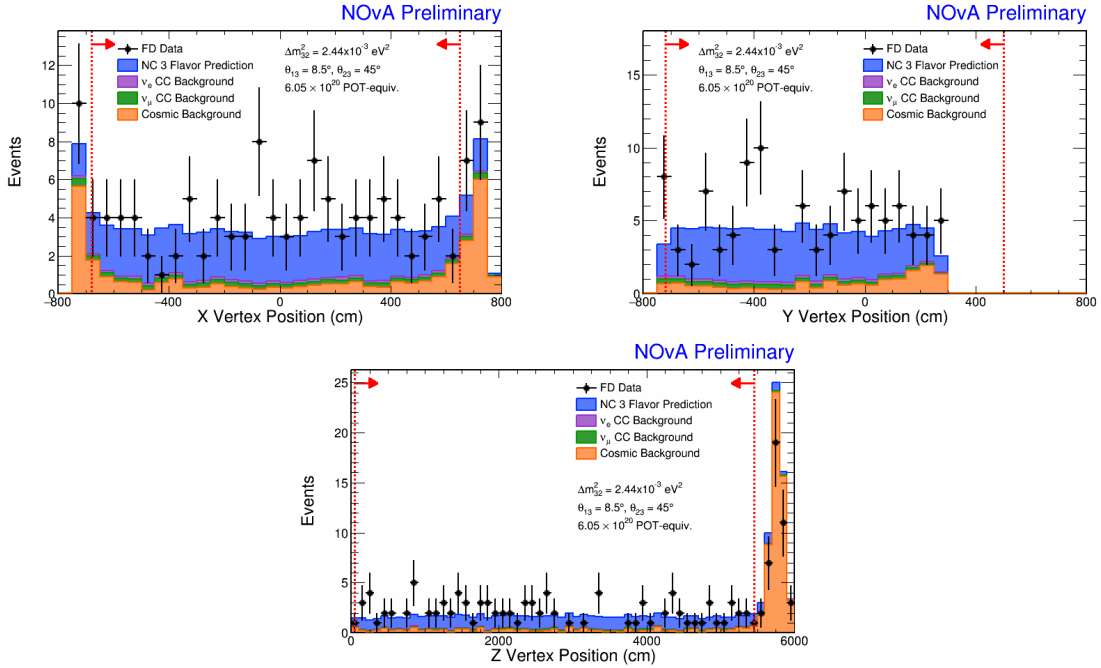 NOvA Preliminary
FD Data
NC 3 Flavor Prediction
νe CC Background
νμ CC Background
Cosmic Background
Δm²₃₂ = 2.44x10⁻³ eV²
θ₁₃ = 8.5°, θ₂₃ = 45°
6.05 × 10²⁰ POT-equiv.
Events
12
10
8
6
4
2
0
−800 −400 0 400 800
X Vertex Position (cm)
NOvA Preliminary
Δm²₃₂ = 2.44x10⁻³ eV²
θ₁₃ = 8.5°, θ₂₃ = 45°
6.05 × 10²⁰ POT-equiv.
FD Data
NC 3 Flavor Prediction
νe CC Background
νμ CC Background
Cosmic Background
Events
15
10
5
0
−800 −400 0 400 800
Y Vertex Position (cm)
NOvA Preliminary
FD Data
NC 3 Flavor Prediction
νe CC Background
νμ CC Background
Cosmic Background
Δm²₃₂ = 2.44x10⁻³ eV²
θ₁₃ = 8.5°, θ₂₃ = 45°
6.05 × 10²⁰ POT-equiv.
Events
25
20
15
10
5
0
0 2000 4000 6000
Z Vertex Position (cm)